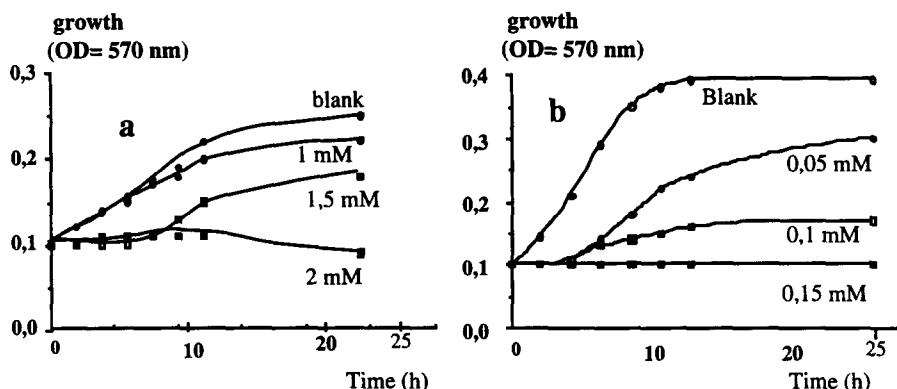 growth
(OD= 570 nm)
0,3
0,2
0,1
0,0
a
blank
1 mM
1,5 mM
2 mM
0
10
20
25
Time (h)
growth
(OD= 570 nm)
0,4
0,3
0,2
0,1
0,0
b
Blank
0,05 mM
0,1 mM
0,15 mM
0
10
20
25
Time (h)